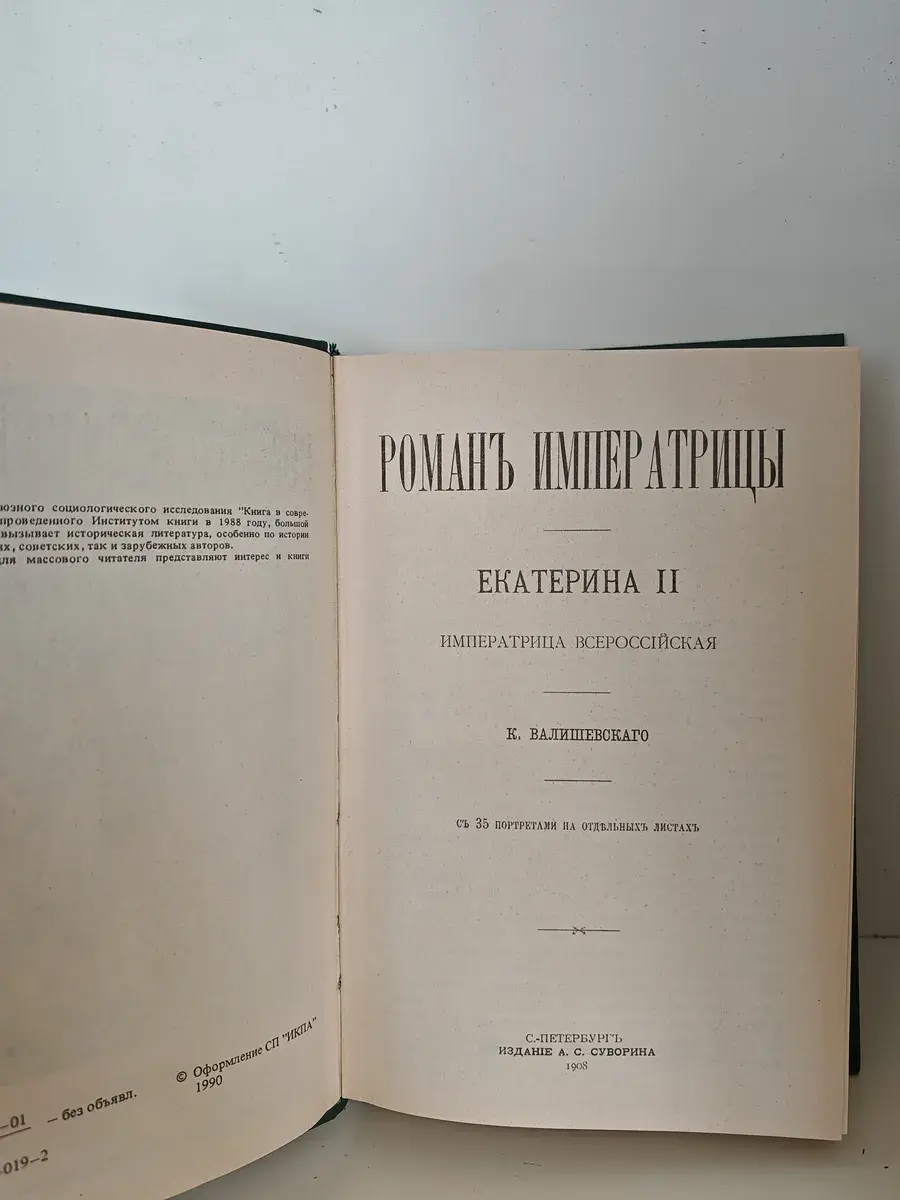 юзного социологического исследования "Книга в совре-
проведенного Институтом книги в 1988 году, большой
вызывает историческая литература, особенно по истории
их, советских, так и зарубежных авторов.
для массового читателя представляют интерес и книги
© Оформление СП "ИКПА"
1990
–01 – без объявл.
019–2
РОМАНЪ ИМПЕРАТРИЦЫ
ЕКАТЕРИНА II
ИМПЕРАТРИЦА ВСЕРОССІЙСКАЯ
К. ВАЛИШЕВСКАГО
СЪ 35 ПОРТРЕТАМИ НА ОТДѢЛЬНЫХЪ ЛИСТАХЪ
С.-ПЕТЕРБУРГЪ
ИЗДАНІЕ А. С. СУВОРИНА
1908